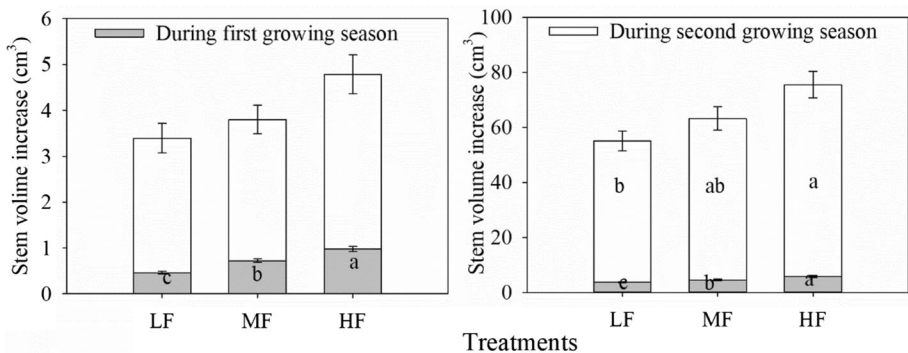 During first growing season
Stem volime increase (cm³)
6
5
4
3
2
1
0
c
b
a
LF
MF
HF
During second growing season
Stem volume increase (cm³)
100
80
60
40
20
0
b
ab
a
c
b
a
LF
MF
HF
Treatments